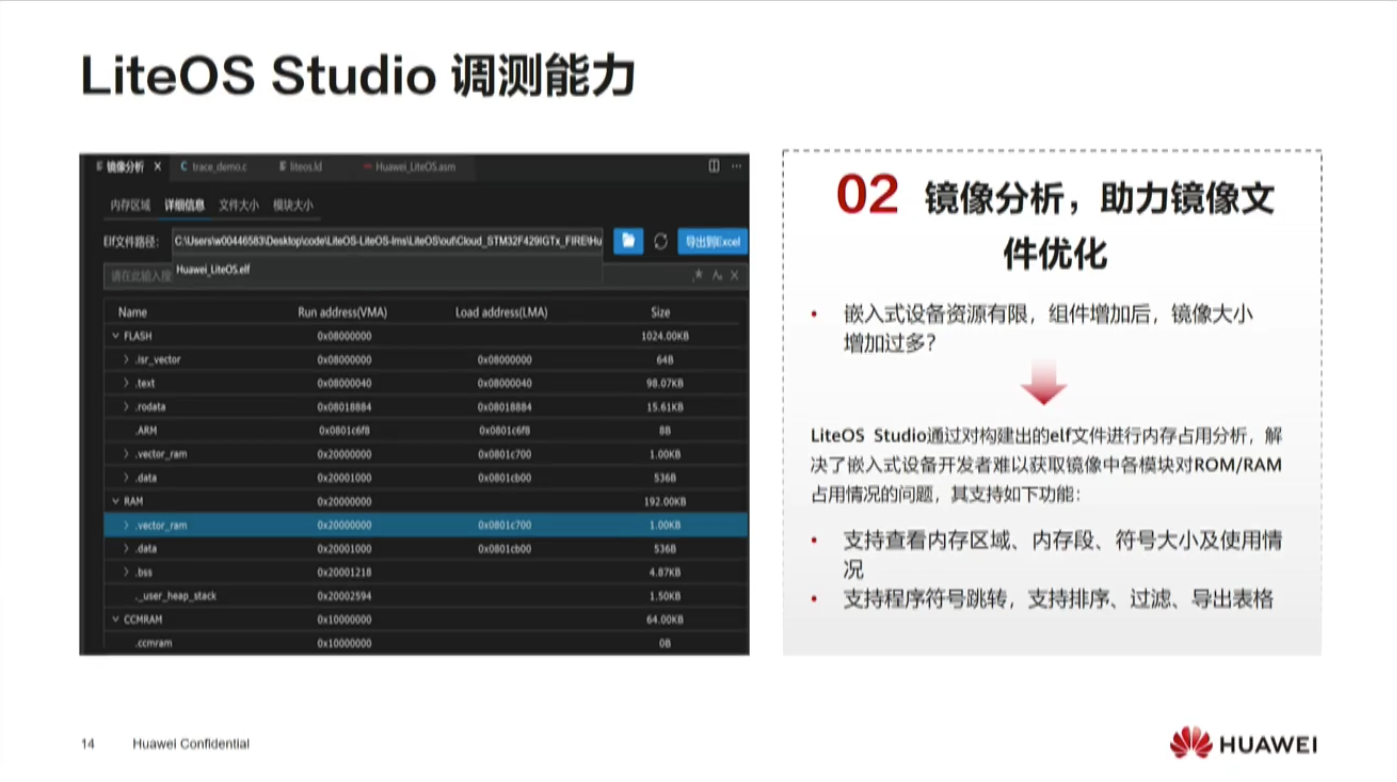 LiteOS Studio 调测能力
镜像分析 × C trace_demo.c liteos.ld Huawei_LiteOS.asm
内存区域 详细信息 文件大小 模块大小
Elf文件路径: C:\Users\w00446583\Desktop\code\LiteOS-LiteOS-lms\LiteOS\out\Cloud_STM32F429IGTx_FIRE\Hu 导出到Excel
Huawei_LiteOS.elf
请在此输入
Name Run address(VMA) Load address(LMA) Size
FLASH 0x08000000 1024.00KB
.isr_vector 0x08000000 0x08000000 64B
.text 0x08000040 0x08000040 98.07KB
.rodata 0x08018884 0x08018884 15.61KB
.ARM 0x0801c6f8 0x0801c6f8 8B
.vector_ram 0x20000000 0x0801c700 1.00KB
.data 0x20001000 0x0801cb00 536B
RAM 0x20000000 192.00KB
.vector_ram 0x20000000 0x0801c700 1.00KB
.data 0x20001000 0x0801cb00 536B
.bss 0x20001218 4.87KB
._user_heap_stack 0x20002594 1.50KB
CCMRAM 0x10000000 64.00KB
.ccmram 0x10000000 0B
02 镜像分析，助力镜像文
件优化
• 嵌入式设备资源有限，组件增加后，镜像大小
增加过多？
LiteOS Studio通过对构建出的elf文件进行内存占用分析，解
决了嵌入式设备开发者难以获取镜像中各模块对ROM/RAM
占用情况的问题，其支持如下功能：
• 支持查看内存区域、内存段、符号大小及使用情
况
• 支持程序符号跳转，支持排序、过滤、导出表格
14 Huawei Confidential
HUAWEI